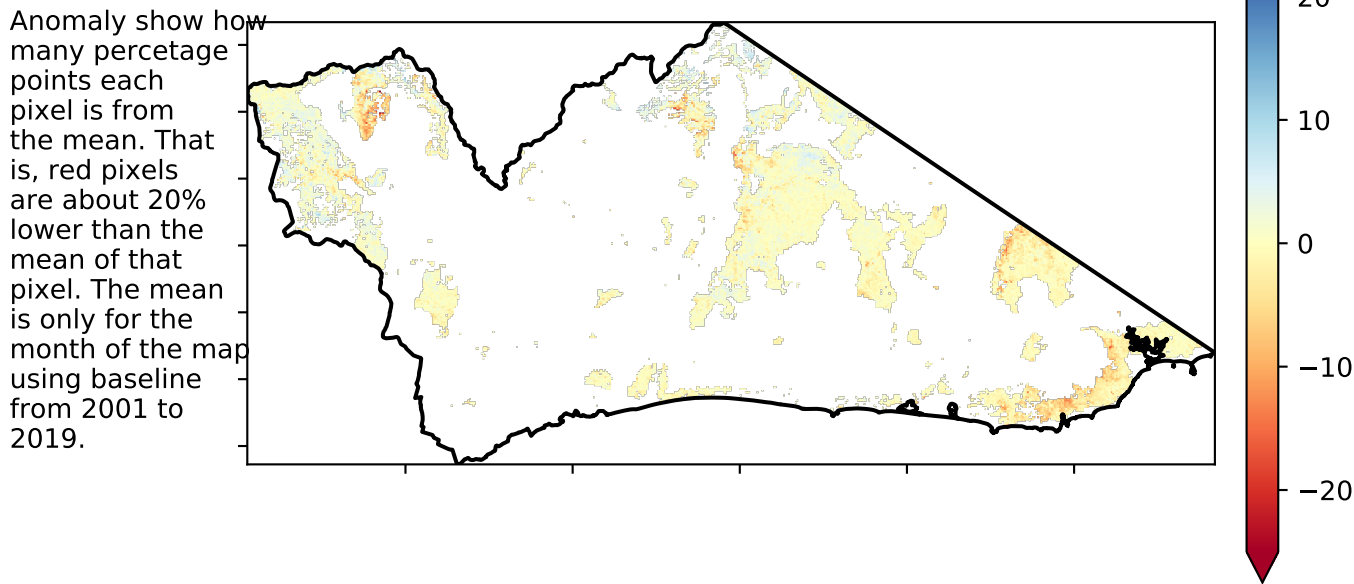 Anomaly show how
many percetage
points each
pixel is from
the mean. That
is, red pixels
are about 20%
lower than the
mean of that
pixel. The mean
is only for the
month of the map
using baseline
from 2001 to
2019.
20
10
0
−10
−20